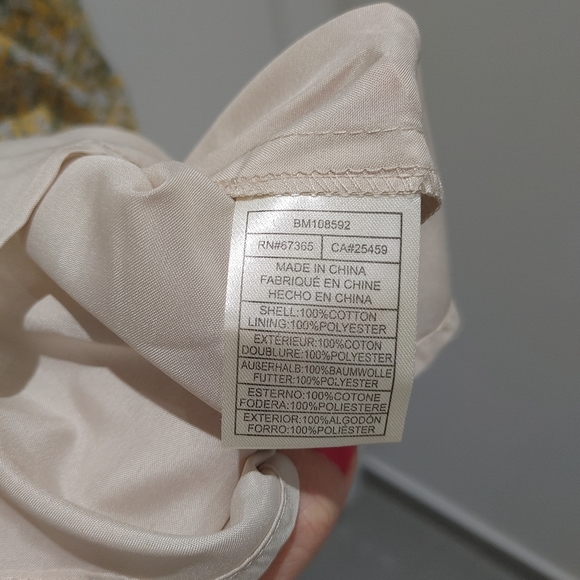 BM108592
RN#67365 CA#25459
MADE IN CHINA
FABRIQUÉ EN CHINE
HECHO EN CHINA
SHELL:100%COTTON
LINING:100%POLYESTER
EXTÉRIEUR:100%COTON
DOUBLURE:100%POLYESTER
AUßERHALB:100%BAUMWOLLE
FUTTER:100%POLYESTER
ESTERNO:100%COTONE
FODERA:100%POLIESTERE
EXTERIOR:100%ALGODÓN
FORRO:100%POLIÉSTER